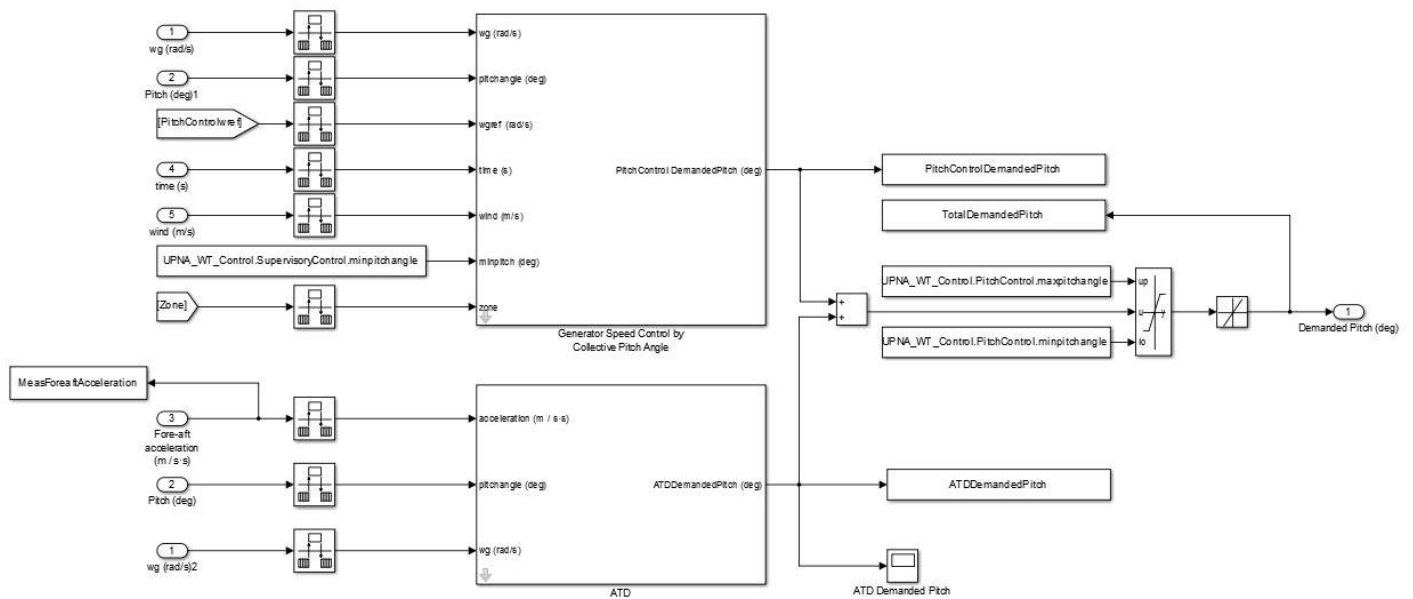 1
wg (rad/s)
wg (rad/s)
2
Pitch (deg)1
pitchangle (deg)
[PitchControlwref]
wgref (rad/s)
4
time (s)
time (s)
PitchControl.DemandedPitch (deg)
PitchControlDemandedPitch
5
wind (m/s)
wind (m/s)
TotalDemandedPitch
UPNA_WT_Control.SupervisoryControl.minpitchangle
minpitch (deg)
[Zone]
zone
Generator Speed Control by
Collective Pitch Angle
UPNA_WT_Control.PitchControl.maxpitchangle
up
+
+
u
y
1
Demanded Pitch (deg)
UPNA_WT_Control.PitchControl.minpitchangle
lo
MeasForeaftAcceleration
3
Fore-aft
acceleration
(m / s·s)
acceleration (m / s·s)
2
Pitch (deg)
pitchangle (deg)
ATDDemandedPitch (deg)
ATDDemandedPitch
1
wg (rad/s)2
wg (rad/s)
ATD
ATD Demanded Pitch